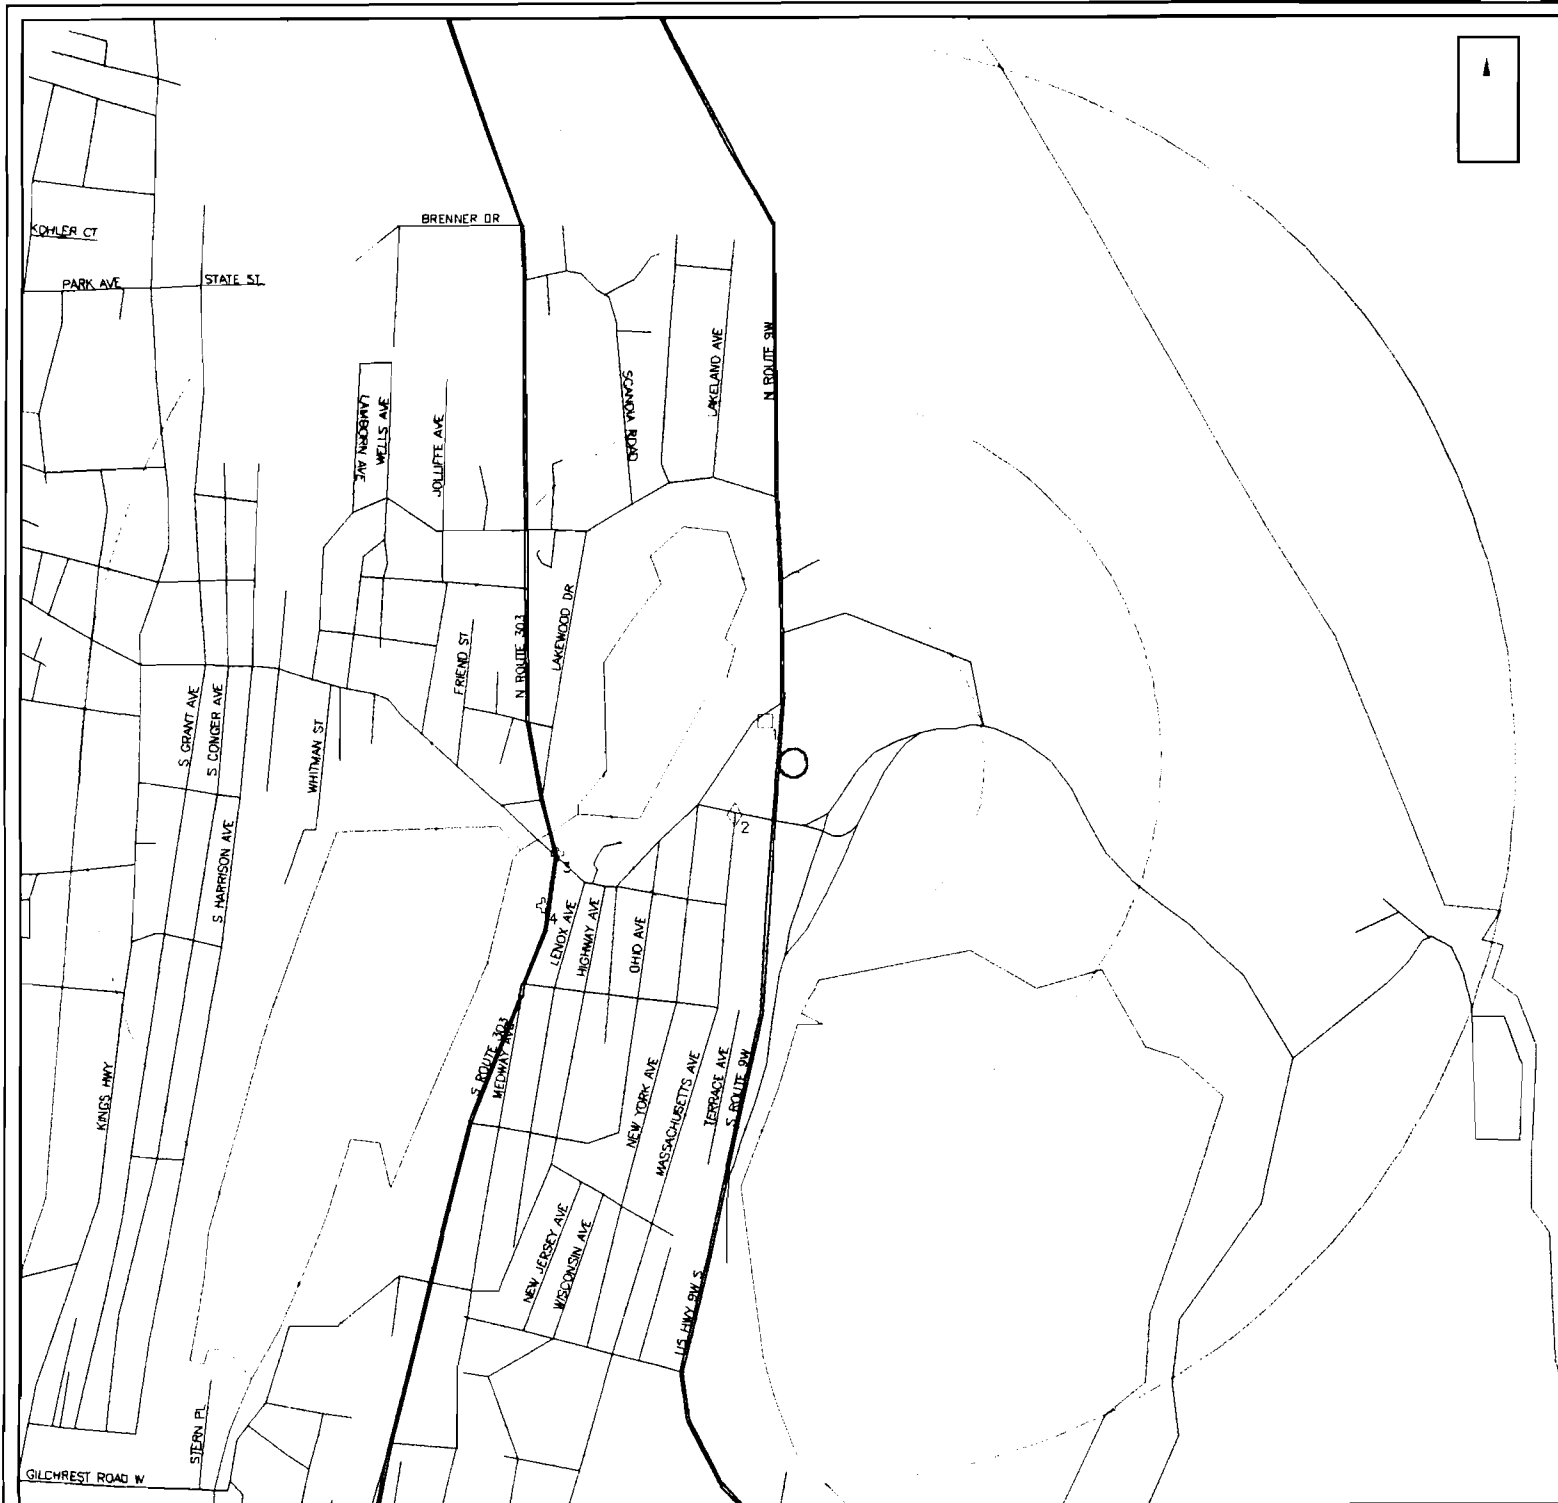 BRENNER DR
KOHLER CT
PARK AVE
STATE ST
N ROUTE 9W
LAKELAND AVE
SCANDIA ROAD
LAMBORN AVE
WELLS AVE
JOLLIFFE AVE
LAKEWOOD DR
N ROUTE 303
FRIEND ST
S GRANT AVE
S CONGER AVE
WHITMAN ST
2
S HARRISON AVE
4
LENOX AVE
HIGHWAY AVE
OHIO AVE
S ROUTE 303
MEDWAY AVE
KINGS HWY
NEW YORK AVE
MASSACHUSETTS AVE
TERRACE AVE
S ROUTE 9W
NEW JERSEY AVE
WISCONSIN AVE
US HWY 9W S
STERN PL
GILCHREST ROAD W